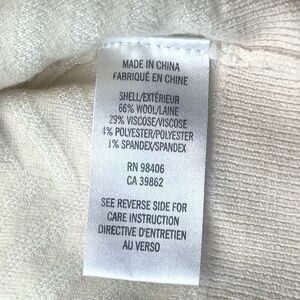 MADE IN CHINA
FABRIQUÉ EN CHINE
SHELL/EXTÉRIEUR
66% WOOL/LAINE
29% VISCOSE/VISCOSE
4% POLYESTER/POLYESTER
1% SPANDEX/SPANDEX
RN 98406
CA 39862
SEE REVERSE SIDE FOR
CARE INSTRUCTION
DIRECTIVE D'ENTRETIEN
AU VERSO